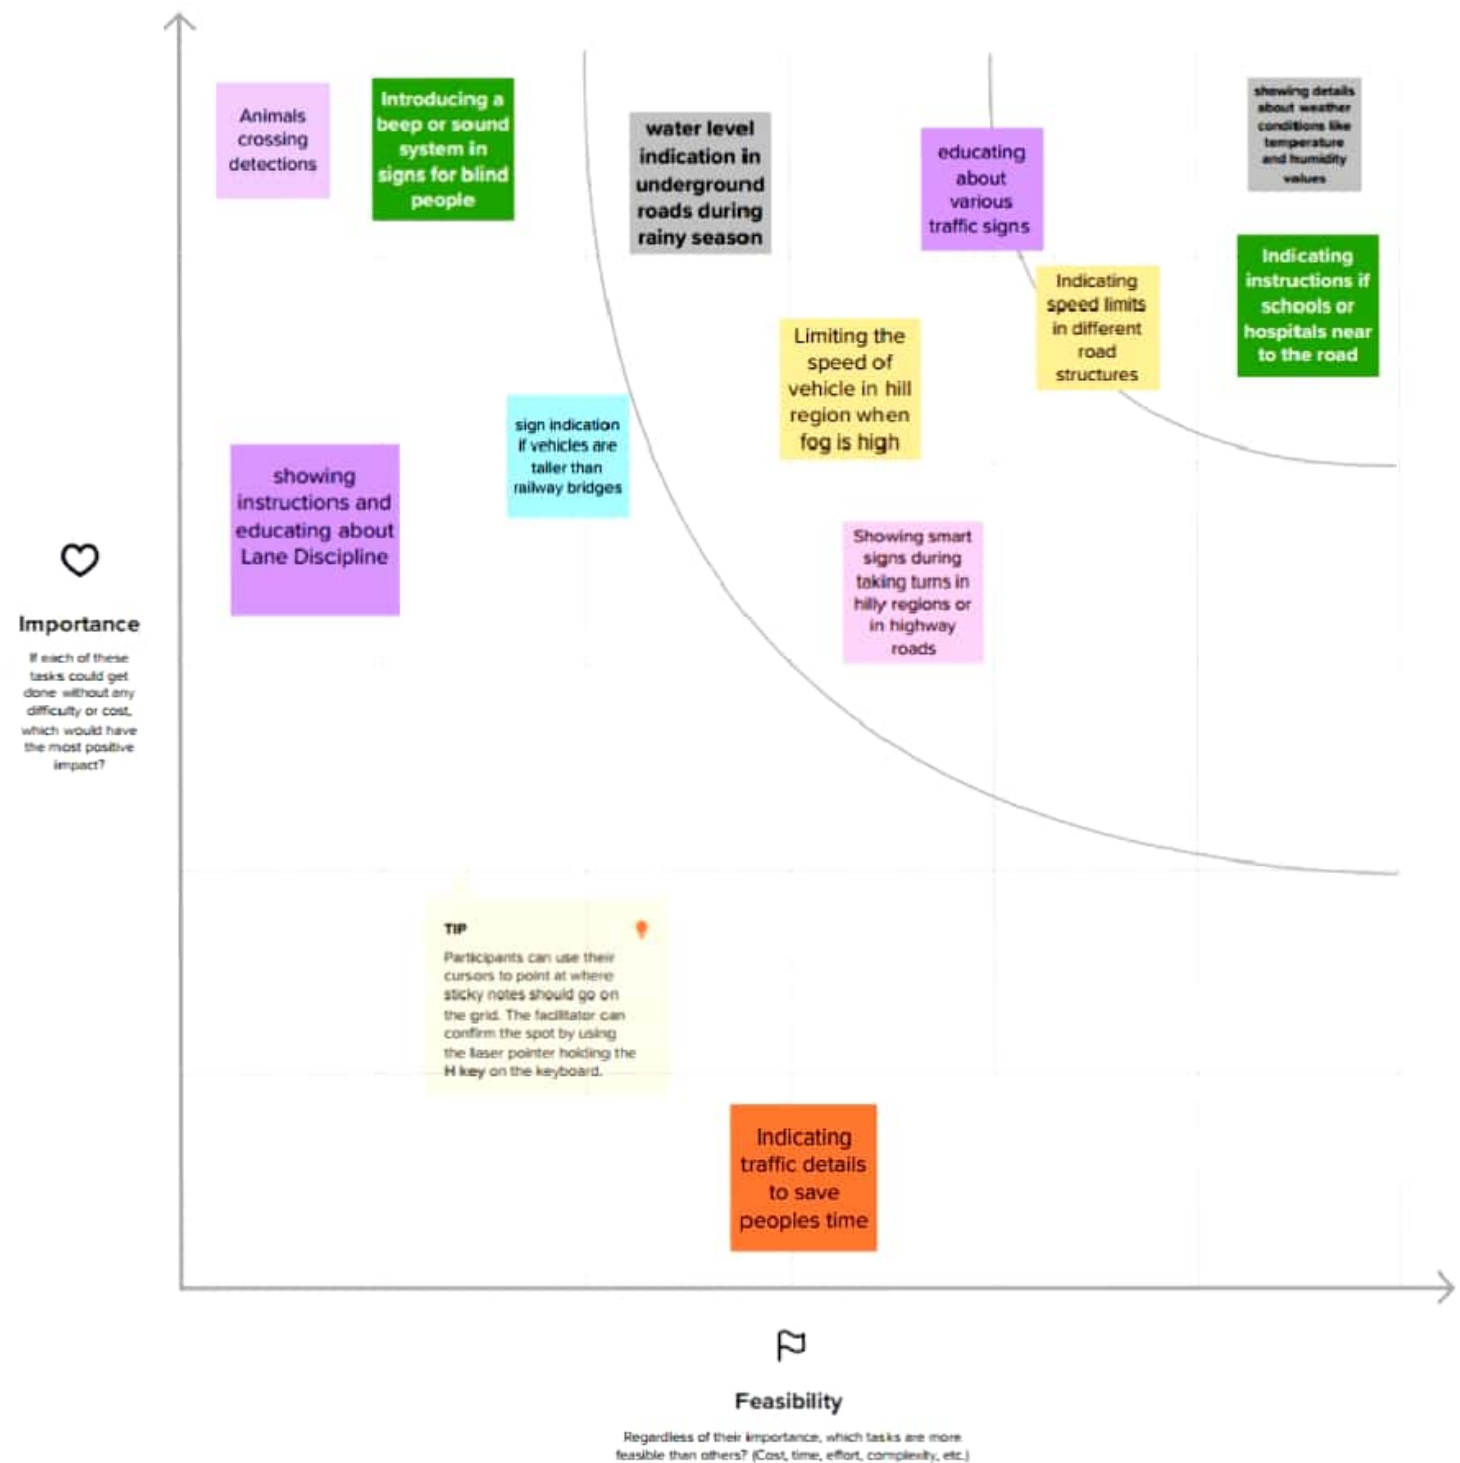 Animals
crossing
detections
Introducing a
beep or sound
system in
signs for blind
people
water level
indication in
underground
roads during
rainy season
educating
about
various
traffic signs
showing details
about weather
conditions like
temperature
and humidity
values
Indicating
speed limits
in different
road
structures
Indicating
instructions if
schools or
hospitals near
to the road
Limiting the
speed of
vehicle in hill
region when
fog is high
sign indication
if vehicles are
taller than
railway bridges
showing
instructions and
educating about
Lane Discipline
Showing smart
signs during
taking turns in
hilly regions or
in highway
roads
Importance
If each of these
tasks could get
done without any
difficulty or cost,
which would have
the most positive
impact?
TIP
Participants can use their
cursors to point at where
sticky notes should go on
the grid. The facilitator can
confirm the spot by using
the laser pointer holding the
H key on the keyboard.
Indicating
traffic details
to save
peoples time
Feasibility
Regardless of their importance, which tasks are more
feasible than others? (Cost, time, effort, complexity, etc.)